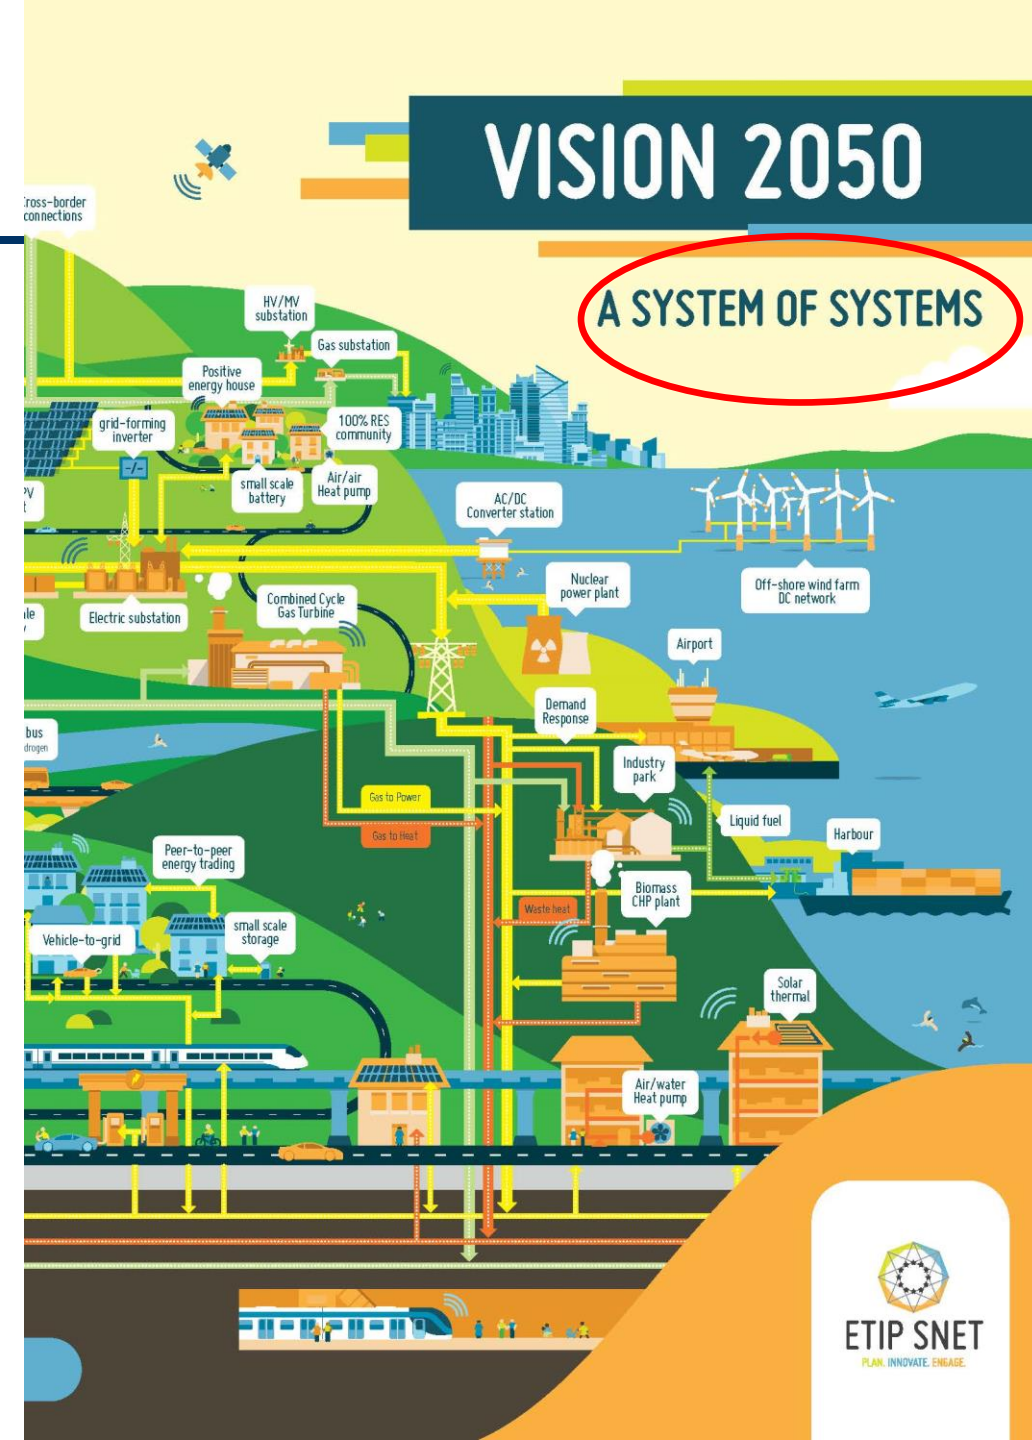 VISION 2050
A SYSTEM OF SYSTEMS
connections
HV/MV
substation
Gas substation
Positive
energy house
100% RES
community
grid-forming
inverter
-/-
small scale
battery
Air/air
Heat pump
PV
AC/DC
Converter station
Off-shore wind farm
DC network
Nuclear
power plant
Combined Cycle
Gas Turbine
Electric substation
Airport
Demand
Response
bus
Industry
park
Gas to Power
Gas to Heat
Liquid fuel
Harbour
Peer-to-peer
energy trading
Biomass
CHP plant
Waste heat
small scale
storage
Vehicle-to-grid
Solar
thermal
Air/water
Heat pump
ETIP SNET
PLAN. INNOVATE. ENGAGE.